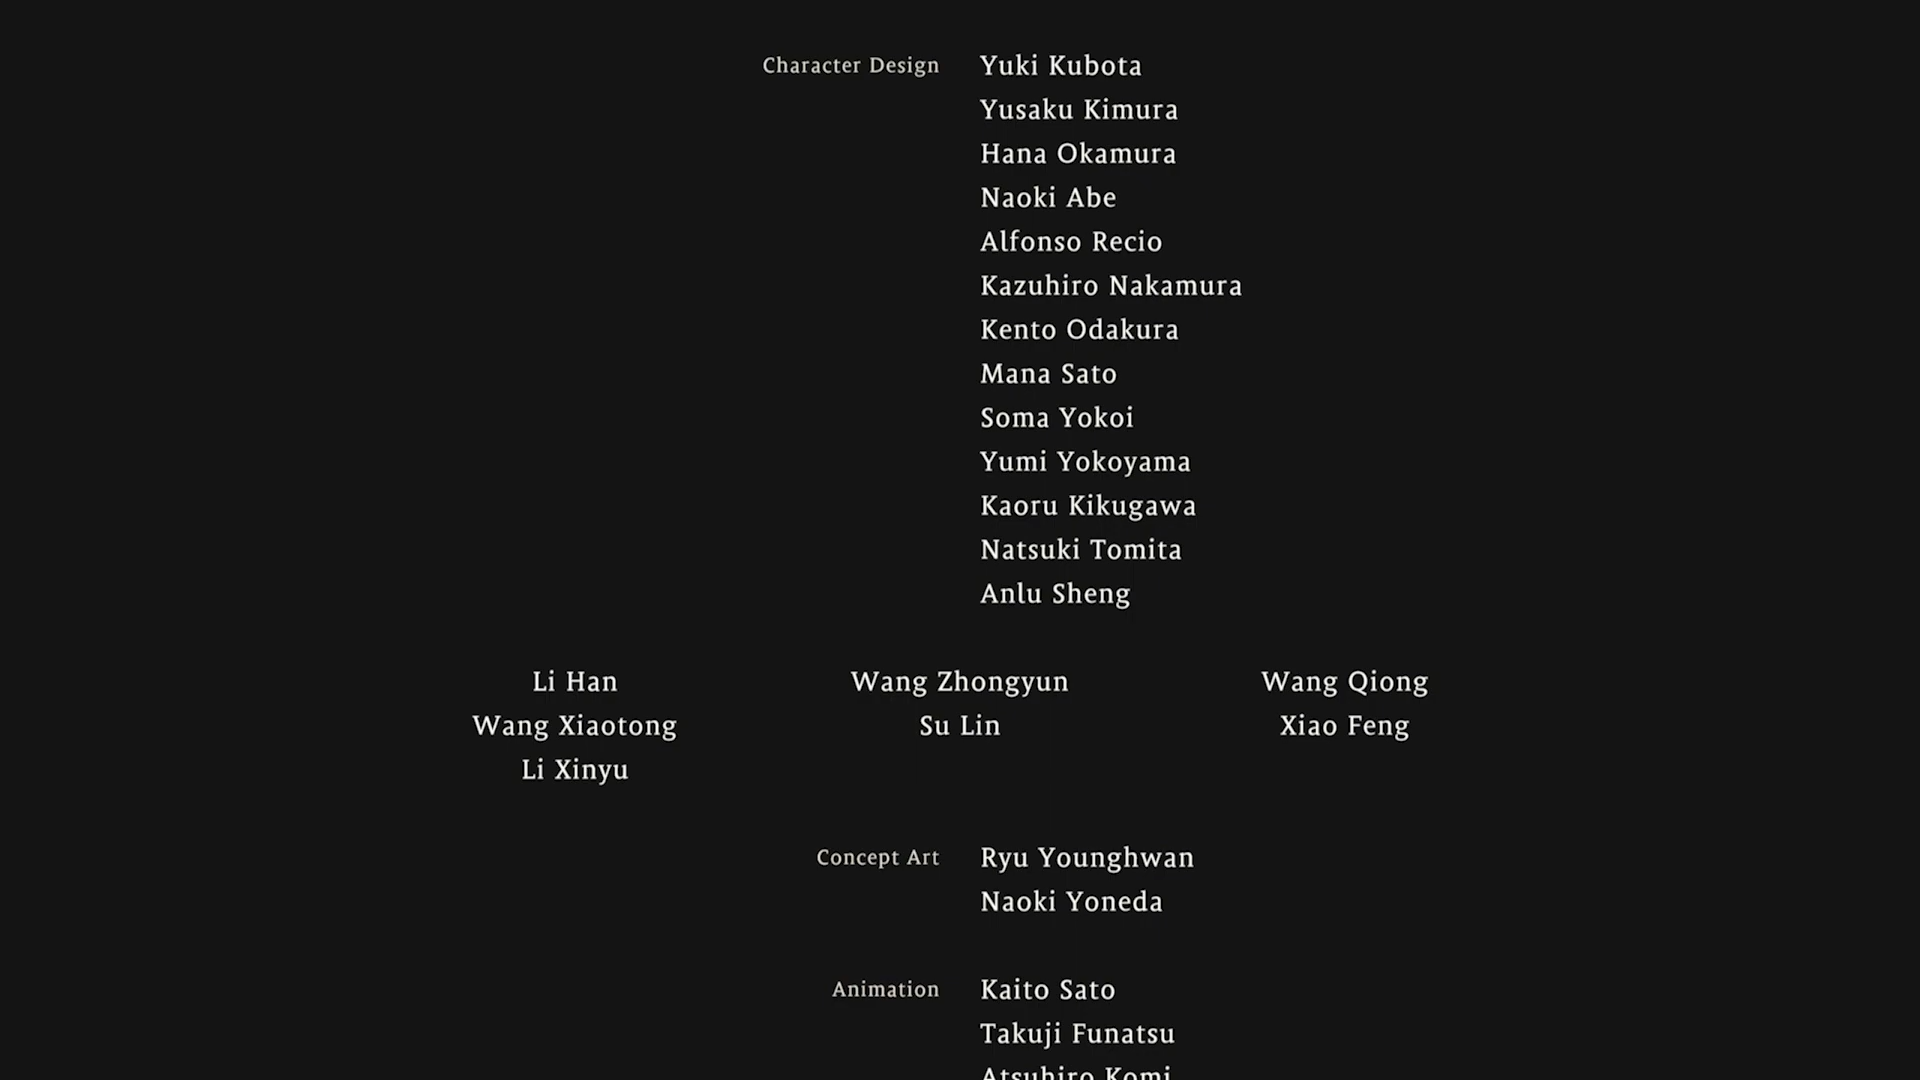 Character Design Yuki Kubota
Yusaku Kimura
Hana Okamura
Naoki Abe
Alfonso Recio
Kazuhiro Nakamura
Kento Odakura
Mana Sato
Soma Yokoi
Yumi Yokoyama
Kaoru Kikugawa
Natsuki Tomita
Anlu Sheng
Li Han Wang Zhongyun Wang Qiong
Wang Xiaotong Su Lin Xiao Feng
Li Xinyu
Concept Art Ryu Younghwan
Naoki Yoneda
Animation Kaito Sato
Takuji Funatsu
Atsuhiro Komi